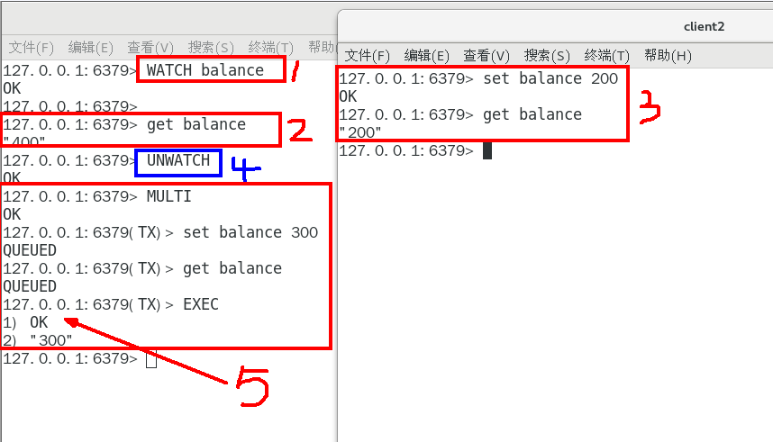 文件(F) 编辑(E) 查看(V) 搜索(S) 终端(T) 帮助
127.0.0.1:6379> WATCH balance
OK
127.0.0.1:6379>
127.0.0.1:6379> get balance
"400"
127.0.0.1:6379> UNWATCH
OK
127.0.0.1:6379> MULTI
OK
127.0.0.1:6379(TX)> set balance 300
QUEUED
127.0.0.1:6379(TX)> get balance
QUEUED
127.0.0.1:6379(TX)> EXEC
1) OK
2) "300"
127.0.0.1:6379>
1
2
4
5
client2
文件(F) 编辑(E) 查看(V) 搜索(S) 终端(T) 帮助(H)
127.0.0.1:6379> set balance 200
OK
127.0.0.1:6379> get balance
"200"
127.0.0.1:6379>
3